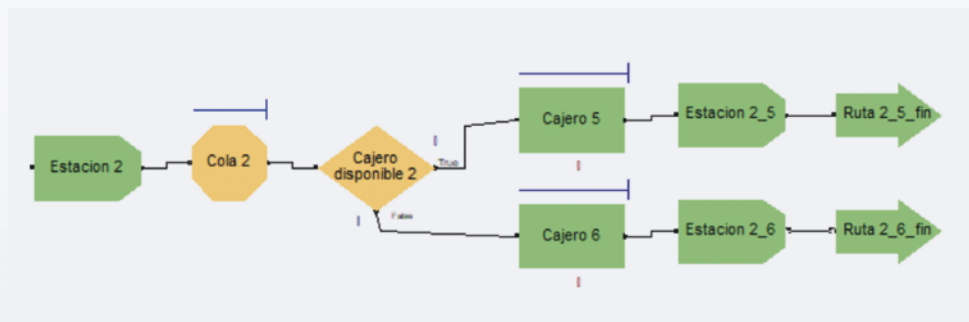 Estacion 2
Cola 2
Cajero
disponible 2
True
False
Cajero 5
Estacion 2_5
Ruta 2_5_fin
Cajero 6
Estacion 2_6
Ruta 2_6_fin